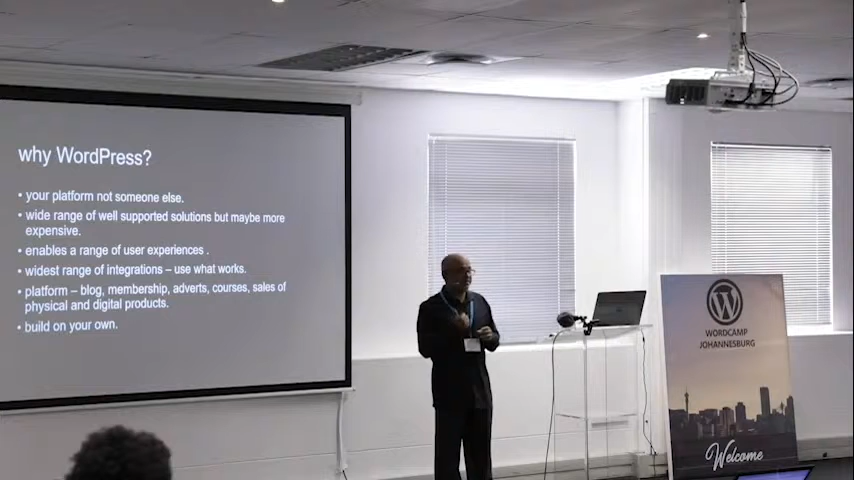 why WordPress?
• your platform not someone else.
• wide range of well supported solutions but maybe more
expensive.
• enables a range of user experiences .
• widest range of integrations – use what works.
• platform – blog, membership, adverts, courses, sales of
physical and digital products.
• build on your own.
WORDCAMP
JOHANNESBURG
Welcome